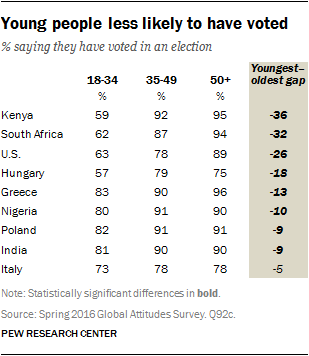 Young people less likely to have voted
% saying they have voted in an election
18-34 35-49 50+ Youngest–oldest gap
% % %
Kenya 59 92 95 -36
South Africa 62 87 94 -32
U.S. 63 78 89 -26
Hungary 57 79 75 -18
Greece 83 90 96 -13
Nigeria 80 91 90 -10
Poland 82 91 91 -9
India 81 90 90 -9
Italy 73 78 78 -5
Note: Statistically significant differences in bold.
Source: Spring 2016 Global Attitudes Survey. Q92c.
PEW RESEARCH CENTER